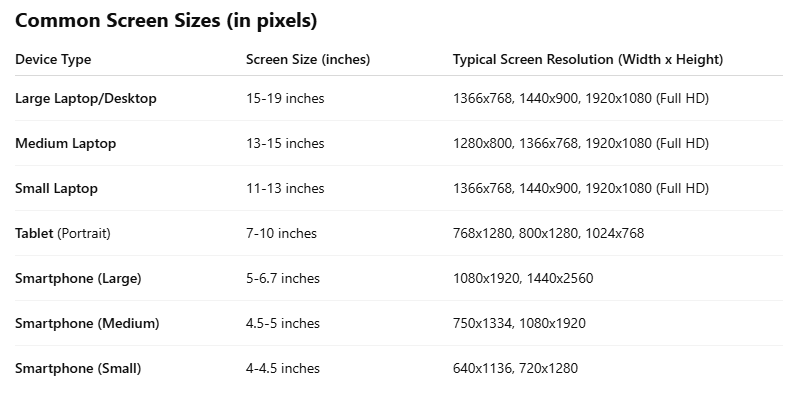 Common Screen Sizes (in pixels)
Device Type Screen Size (inches) Typical Screen Resolution (Width x Height)
Large Laptop/Desktop 15-19 inches 1366x768, 1440x900, 1920x1080 (Full HD)
Medium Laptop 13-15 inches 1280x800, 1366x768, 1920x1080 (Full HD)
Small Laptop 11-13 inches 1366x768, 1440x900, 1920x1080 (Full HD)
Tablet (Portrait) 7-10 inches 768x1280, 800x1280, 1024x768
Smartphone (Large) 5-6.7 inches 1080x1920, 1440x2560
Smartphone (Medium) 4.5-5 inches 750x1334, 1080x1920
Smartphone (Small) 4-4.5 inches 640x1136, 720x1280